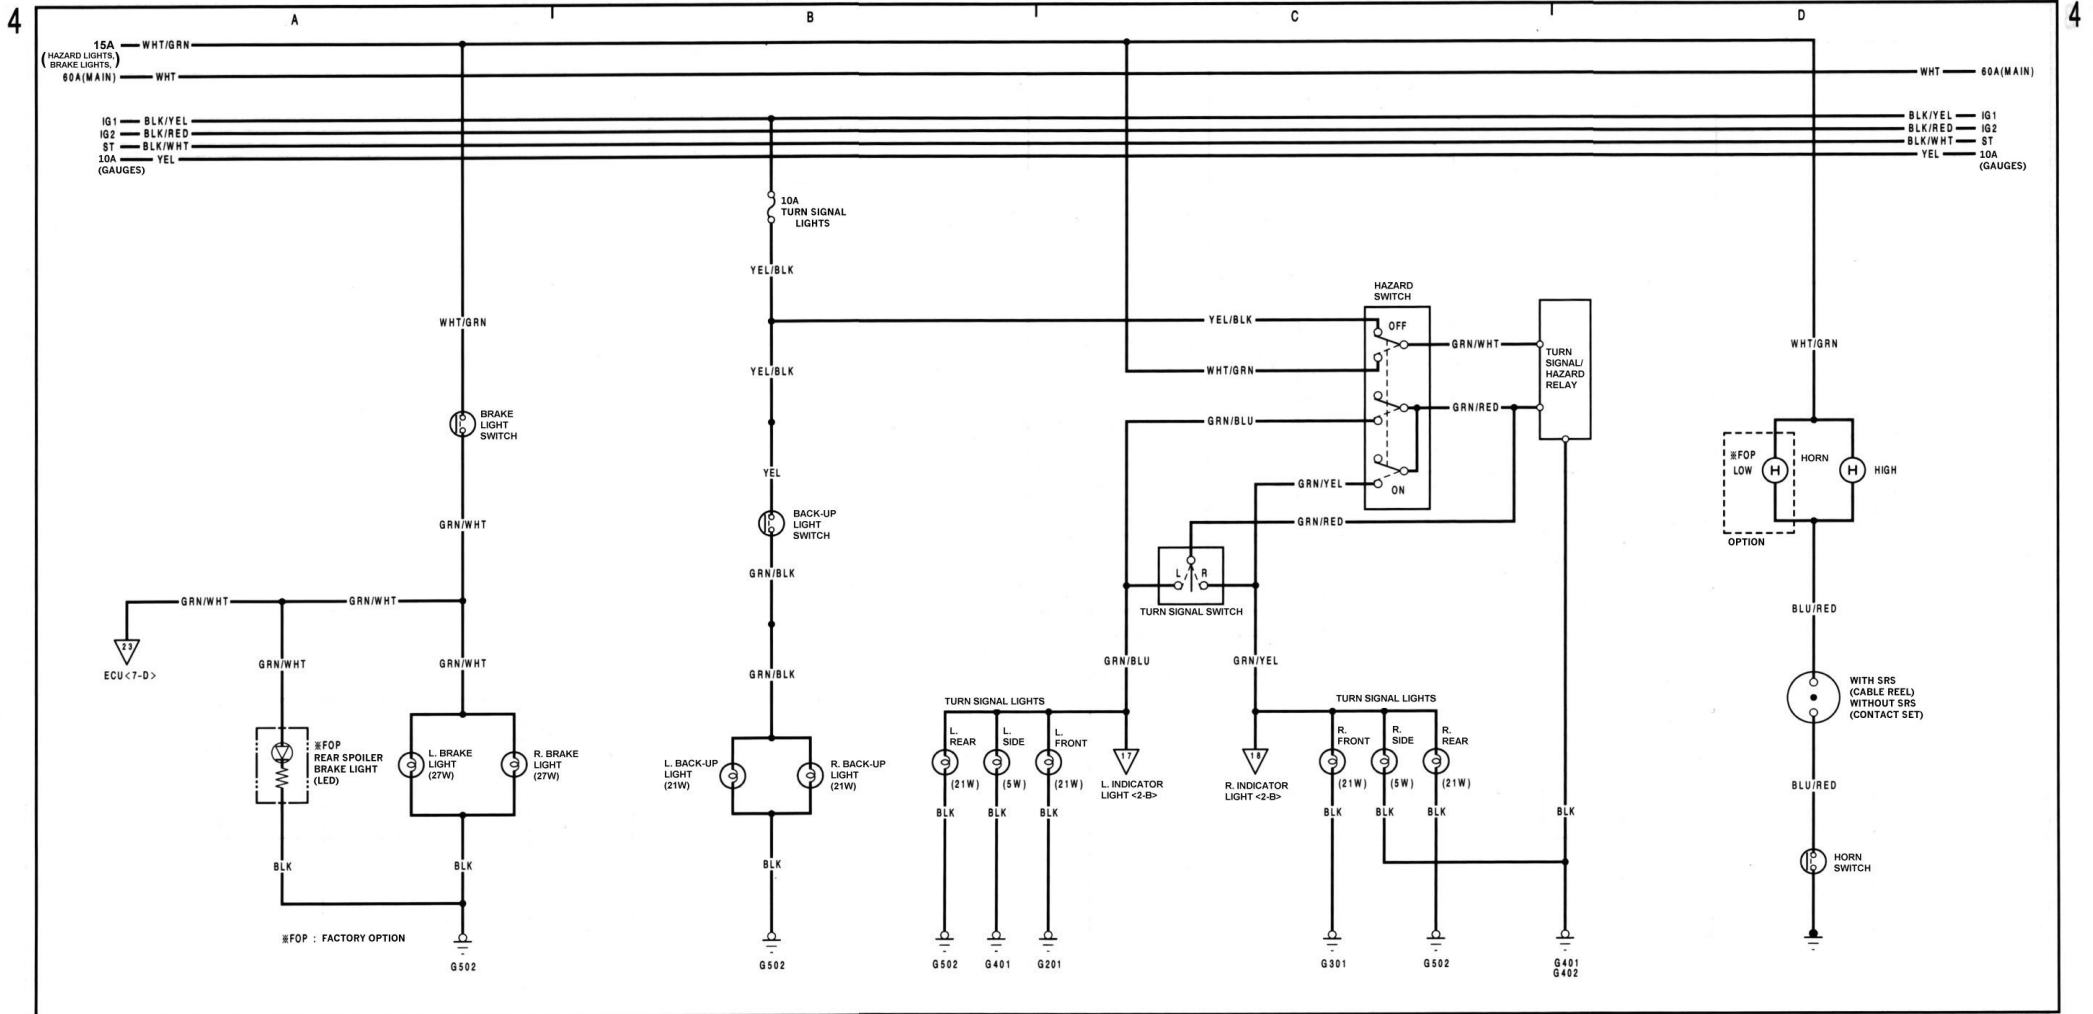 4
A
B
C
D
4
15A
WHT/GRN
(HAZARD LIGHTS,
BRAKE LIGHTS,)
60A(MAIN)
WHT
WHT
60A(MAIN)
IG1
BLK/YEL
BLK/YEL
IG1
IG2
BLK/RED
BLK/RED
IG2
ST
BLK/WHT
BLK/WHT
ST
10A
YEL
YEL
10A
(GAUGES)
(GAUGES)
10A
TURN SIGNAL
LIGHTS
YEL/BLK
HAZARD
SWITCH
WHT/GRN
YEL/BLK
OFF
GRN/WHT
WHT/GRN
TURN
SIGNAL/
HAZARD
RELAY
YEL/BLK
WHT/GRN
BRAKE
LIGHT
SWITCH
GRN/BLU
GRN/RED
YEL
※FOP
LOW
H
HORN
H
HIGH
GRN/YEL
ON
GRN/WHT
BACK-UP
LIGHT
SWITCH
GRN/RED
OPTION
GRN/BLK
L
R
TURN SIGNAL SWITCH
GRN/WHT
GRN/WHT
BLU/RED
23
ECU<7-D>
GRN/WHT
GRN/WHT
GRN/BLK
GRN/BLU
GRN/YEL
WITH SRS
(CABLE REEL)
WITHOUT SRS
(CONTACT SET)
TURN SIGNAL LIGHTS
TURN SIGNAL LIGHTS
※FOP
REAR SPOILER
BRAKE LIGHT
(LED)
L. BRAKE
LIGHT
(27W)
R. BRAKE
LIGHT
(27W)
L. BACK-UP
LIGHT
(21W)
R. BACK-UP
LIGHT
(21W)
L.
REAR
(21W)
L.
SIDE
(5W)
L.
FRONT
(21W)
17
L. INDICATOR
LIGHT <2-B>
18
R. INDICATOR
LIGHT <2-B>
R.
FRONT
(21W)
R.
SIDE
(5W)
R.
REAR
(21W)
BLU/RED
BLK
BLK
BLK
BLK
BLK
BLK
BLK
BLK
BLK
BLK
HORN
SWITCH
※FOP : FACTORY OPTION
G502
G502
G502
G401
G201
G301
G502
G401
G402